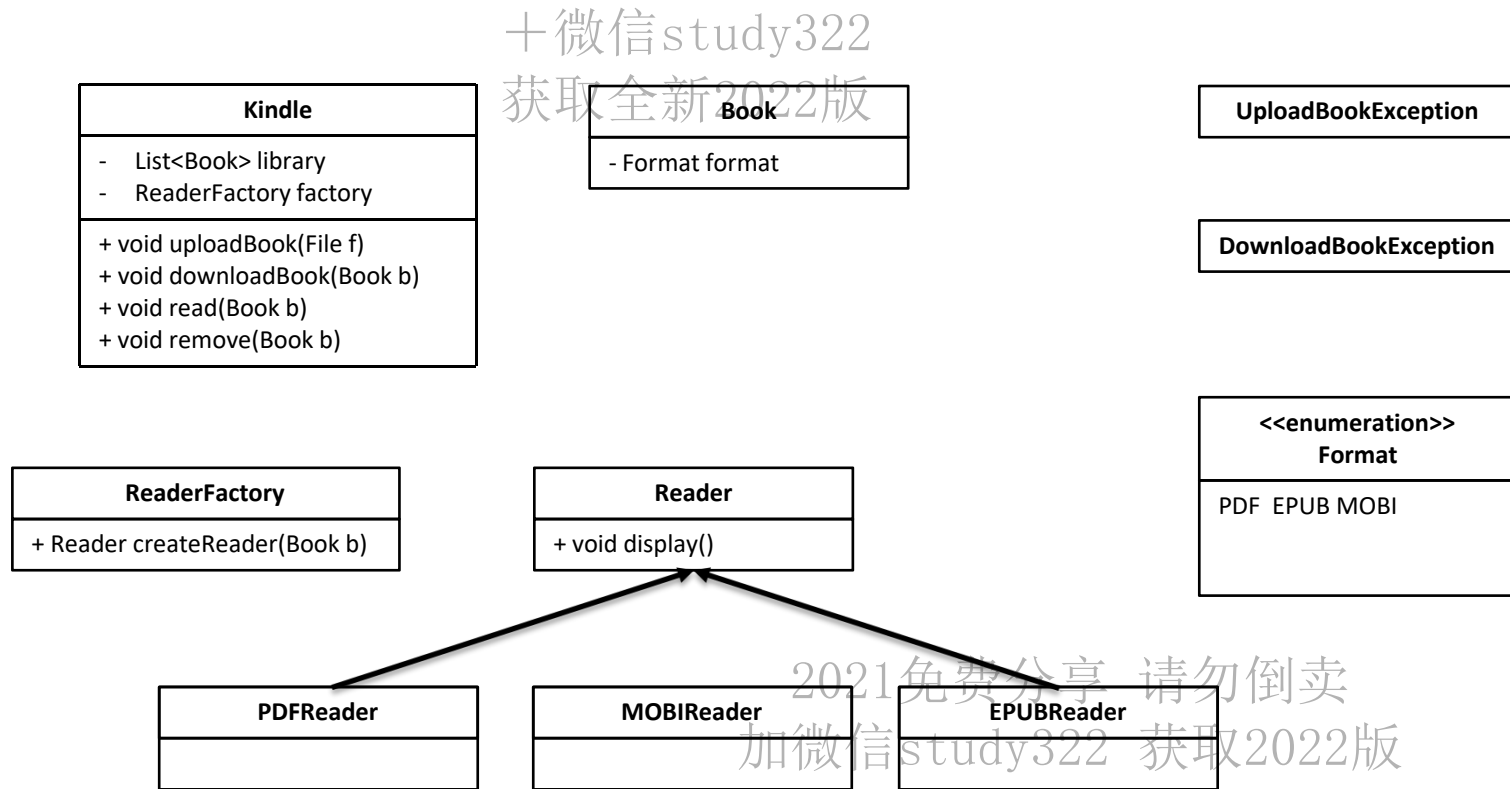 ＋微信study322
获取全新2022版
Kindle
- List<Book> library
- ReaderFactory factory
+ void uploadBook(File f)
+ void downloadBook(Book b)
+ void read(Book b)
+ void remove(Book b)
Book
- Format format
UploadBookException
DownloadBookException
<<enumeration>>
Format
PDF EPUB MOBI
ReaderFactory
+ Reader createReader(Book b)
Reader
+ void display()
2021免费分享 请勿倒卖
加微信study322 获取2022版
PDFReader
MOBIReader
EPUBReader